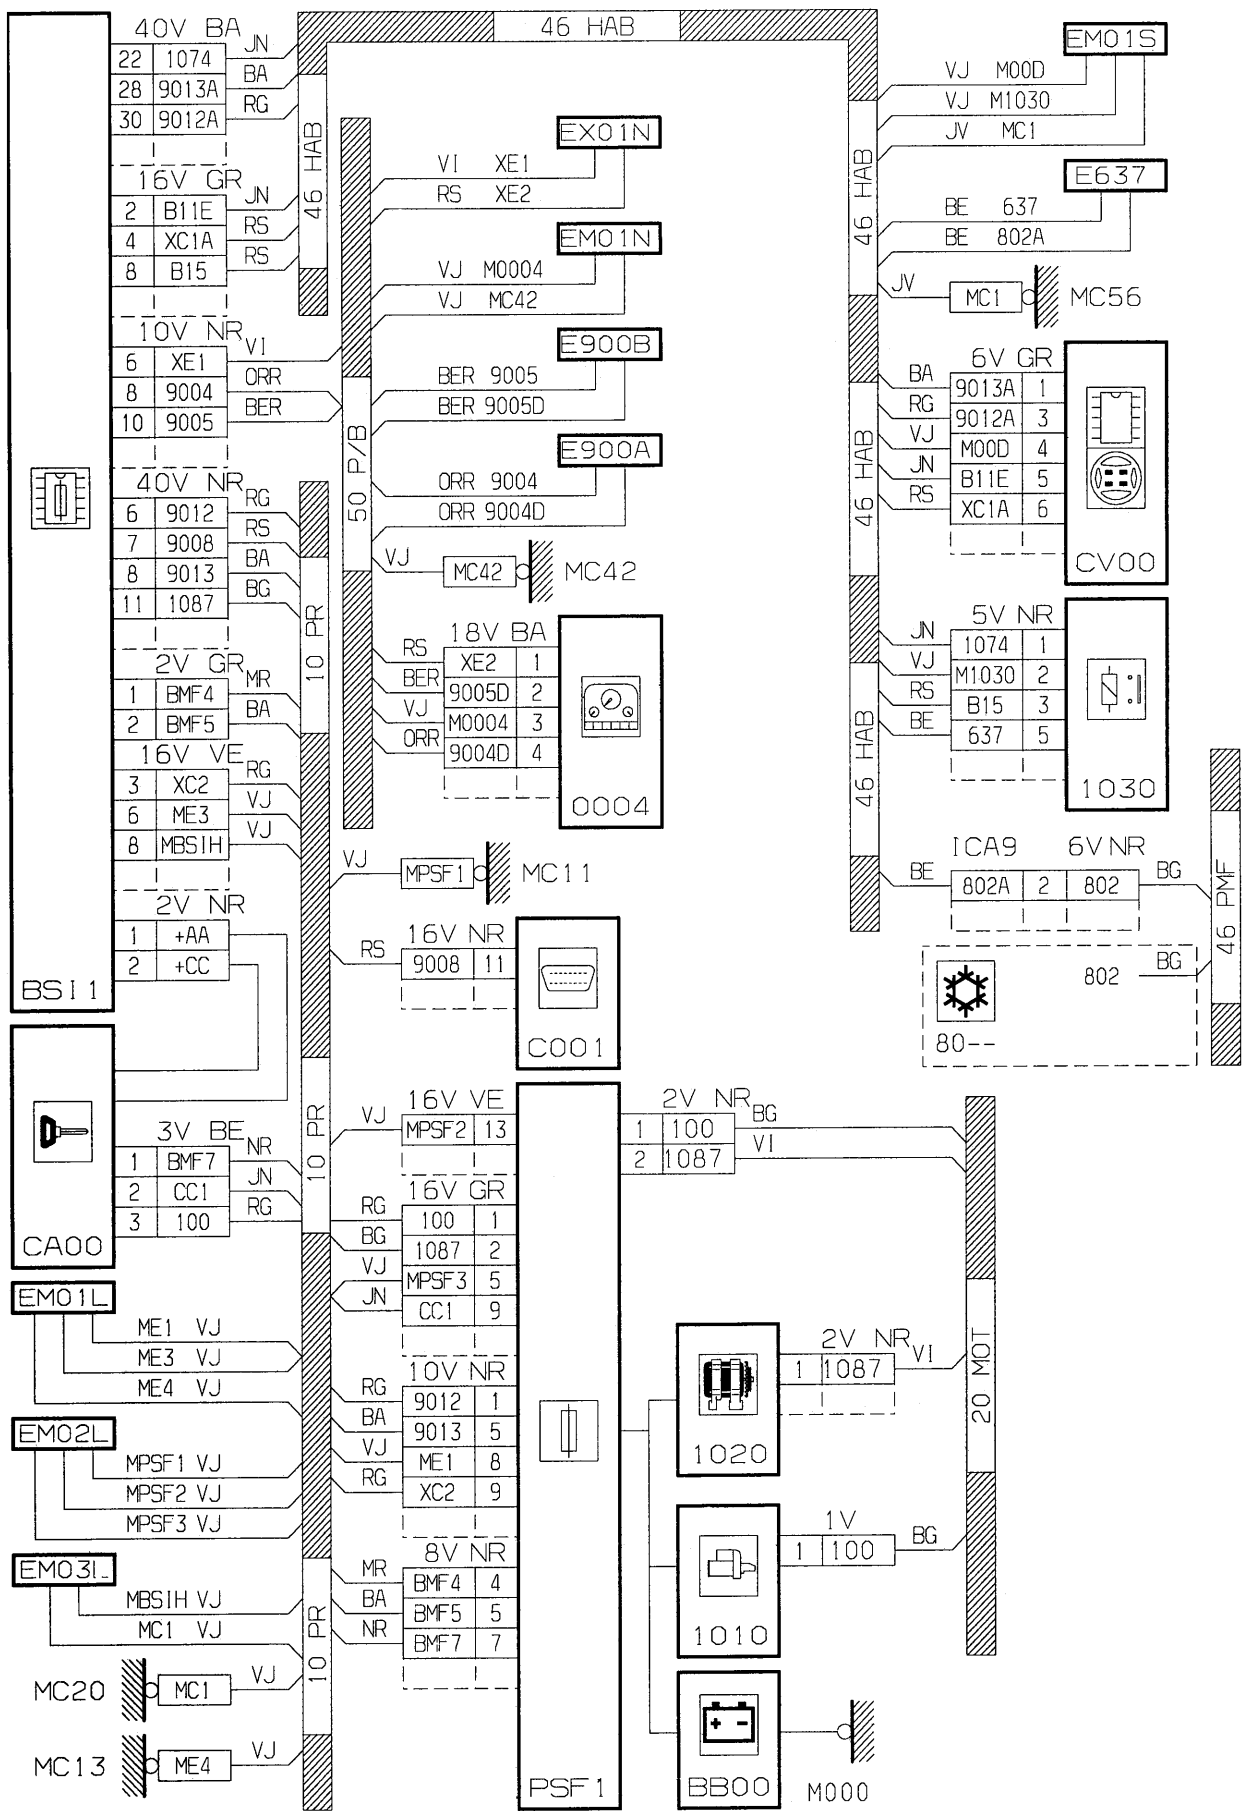 40V BA
22 1074 JN
28 9013A BA
30 9012A RG
16V GR
2 B11E JN
4 XC1A RS
8 B15 RS
10V NR
6 XE1 VI
8 9004 ORR
10 9005 BER
40V NR
6 9012 RG
7 9008 RS
8 9013 BA
11 1087 BG
2V GR
1 BMF4 MR
2 BMF5 BA
16V VE
3 XC2 RG
6 ME3 VJ
8 MBSIH VJ
2V NR
1 +AA
2 +CC
BSI1
CA00
3V BE
1 BMF7 NR
2 CC1 JN
3 100 RG
EM01L
ME1 VJ
ME3 VJ
ME4 VJ
EM02L
MPSF1 VJ
MPSF2 VJ
MPSF3 VJ
EM03L
MBSIH VJ
MC1 VJ
MC20 MC1 VJ
MC13 ME4 VJ
46 HAB
46 HAB
10 PR
10 PR
10 PR
50 P/B
EX01N
VI XE1
RS XE2
EM01N
VJ M0004
VJ MC42
E900B
BER 9005
BER 9005D
E900A
ORR 9004
ORR 9004D
VJ MC42 MC42
18V BA
RS XE2 1
BER 9005D 2
VJ M0004 3
ORR 9004D 4
0004
VJ MPSF1 MC11
16V NR
RS 9008 11
C001
16V VE
VJ MPSF2 13
16V GR
RG 100 1
BG 1087 2
VJ MPSF3 5
JN CC1 9
10V NR
RG 9012 1
BA 9013 5
VJ ME1 8
RG XC2 9
8V NR
MR BMF4 4
BA BMF5 5
NR BMF7 7
PSF1
2V NR
1 100 BG
2 1087 VI
1020
2V NR
1 1087 VI
1010
1V
1 100 BG
BB00
M000
20 MOT
46 HAB
46 HAB
46 HAB
EM01S
VJ M00D
VJ M1030
JV MC1
E637
BE 637
BE 802A
JV MC1 MC56
6V GR
BA 9013A 1
RG 9012A 3
VJ M00D 4
JN B11E 5
RS XC1A 6
CV00
5V NR
JN 1074 1
VJ M1030 2
RS B15 3
BE 637 5
1030
ICA9 6V NR
BE 802A 2 802 BG
802 BG
80--
46 PMF